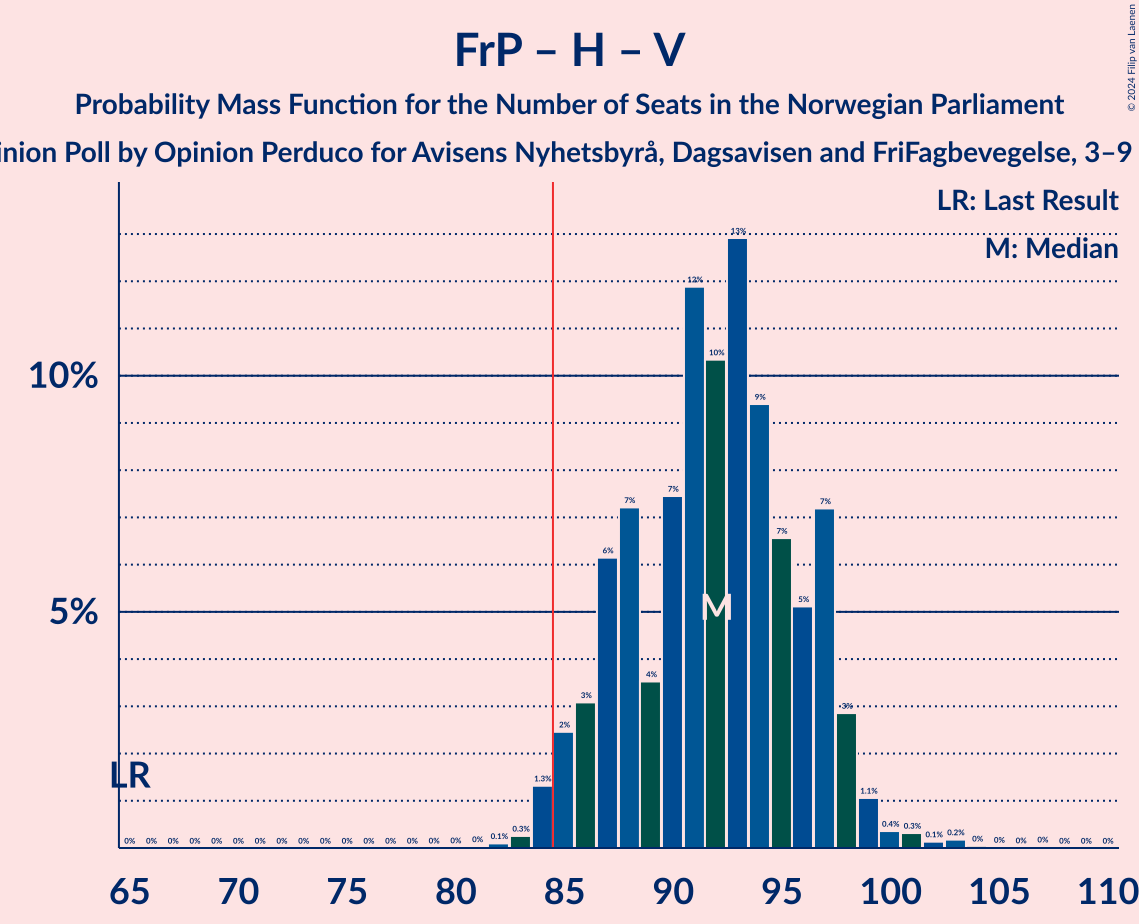 FrP – H – V
Probability Mass Function for the Number of Seats in the Norwegian Parliament
inion Poll by Opinion Perduco for Avisens Nyhetsbyrå, Dagsavisen and FriFagbevegelse, 3–9
© 2024 Filip van Laenen
LR: Last Result
M: Median
10%
5%
LR
M
0% 0% 0% 0% 0% 0% 0% 0% 0% 0% 0% 0% 0% 0% 0% 0% 0% 0.1% 0.3% 1.3% 2% 3% 6% 7% 4% 7% 12% 10% 13% 9% 7% 5% 7% 3% 1.1% 0.4% 0.3% 0.1% 0.2% 0% 0% 0% 0% 0% 0% 0%
65 70 75 80 85 90 95 100 105 110